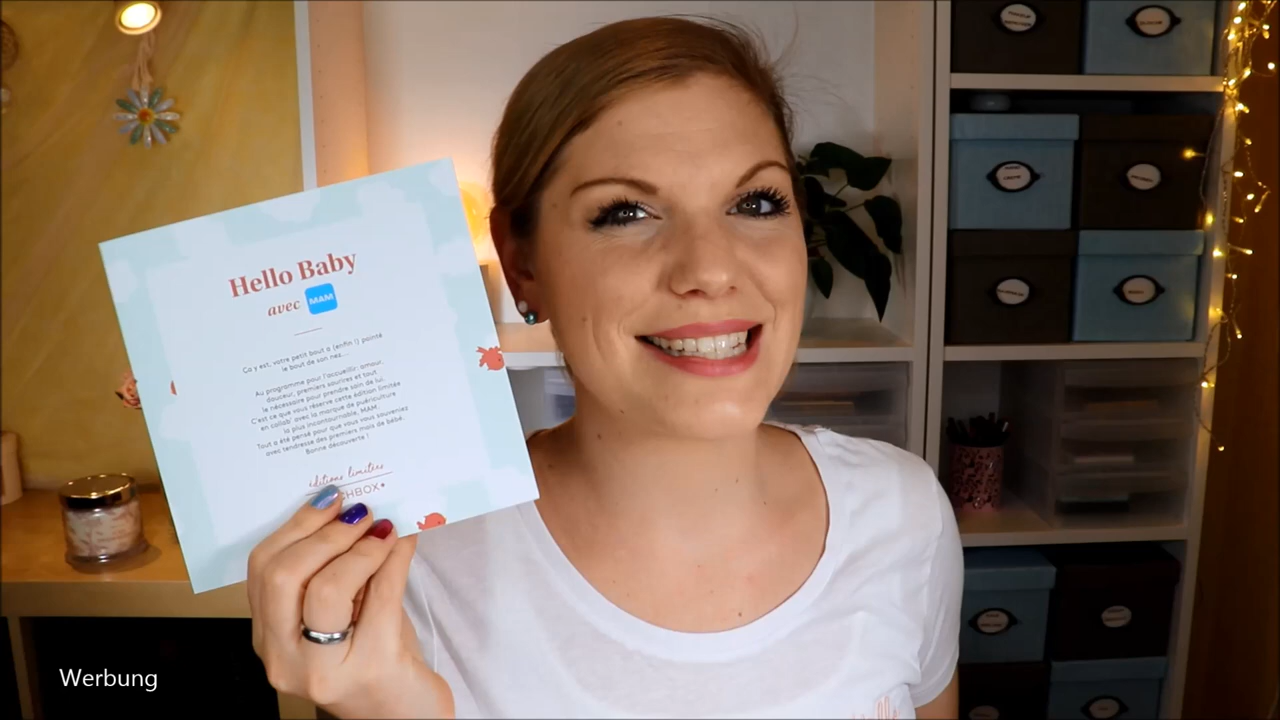 Hello Baby
avec MAM
Ça y est, votre petit bout a (enfin !) pointé
le bout de son nez...
Au programme pour l'accueillir: amour,
douceur, premiers sourires et tout
le nécessaire pour prendre soin de lui.
C'est ce que vous réserve cette édition limitée
en collab' avec la marque de puériculture
la plus incontournable, MAM.
Tout a été pensé pour que vous vous souveniez
avec tendresse des premiers mois de bébé.
Bonne découverte !
éditions limitées
Werbung